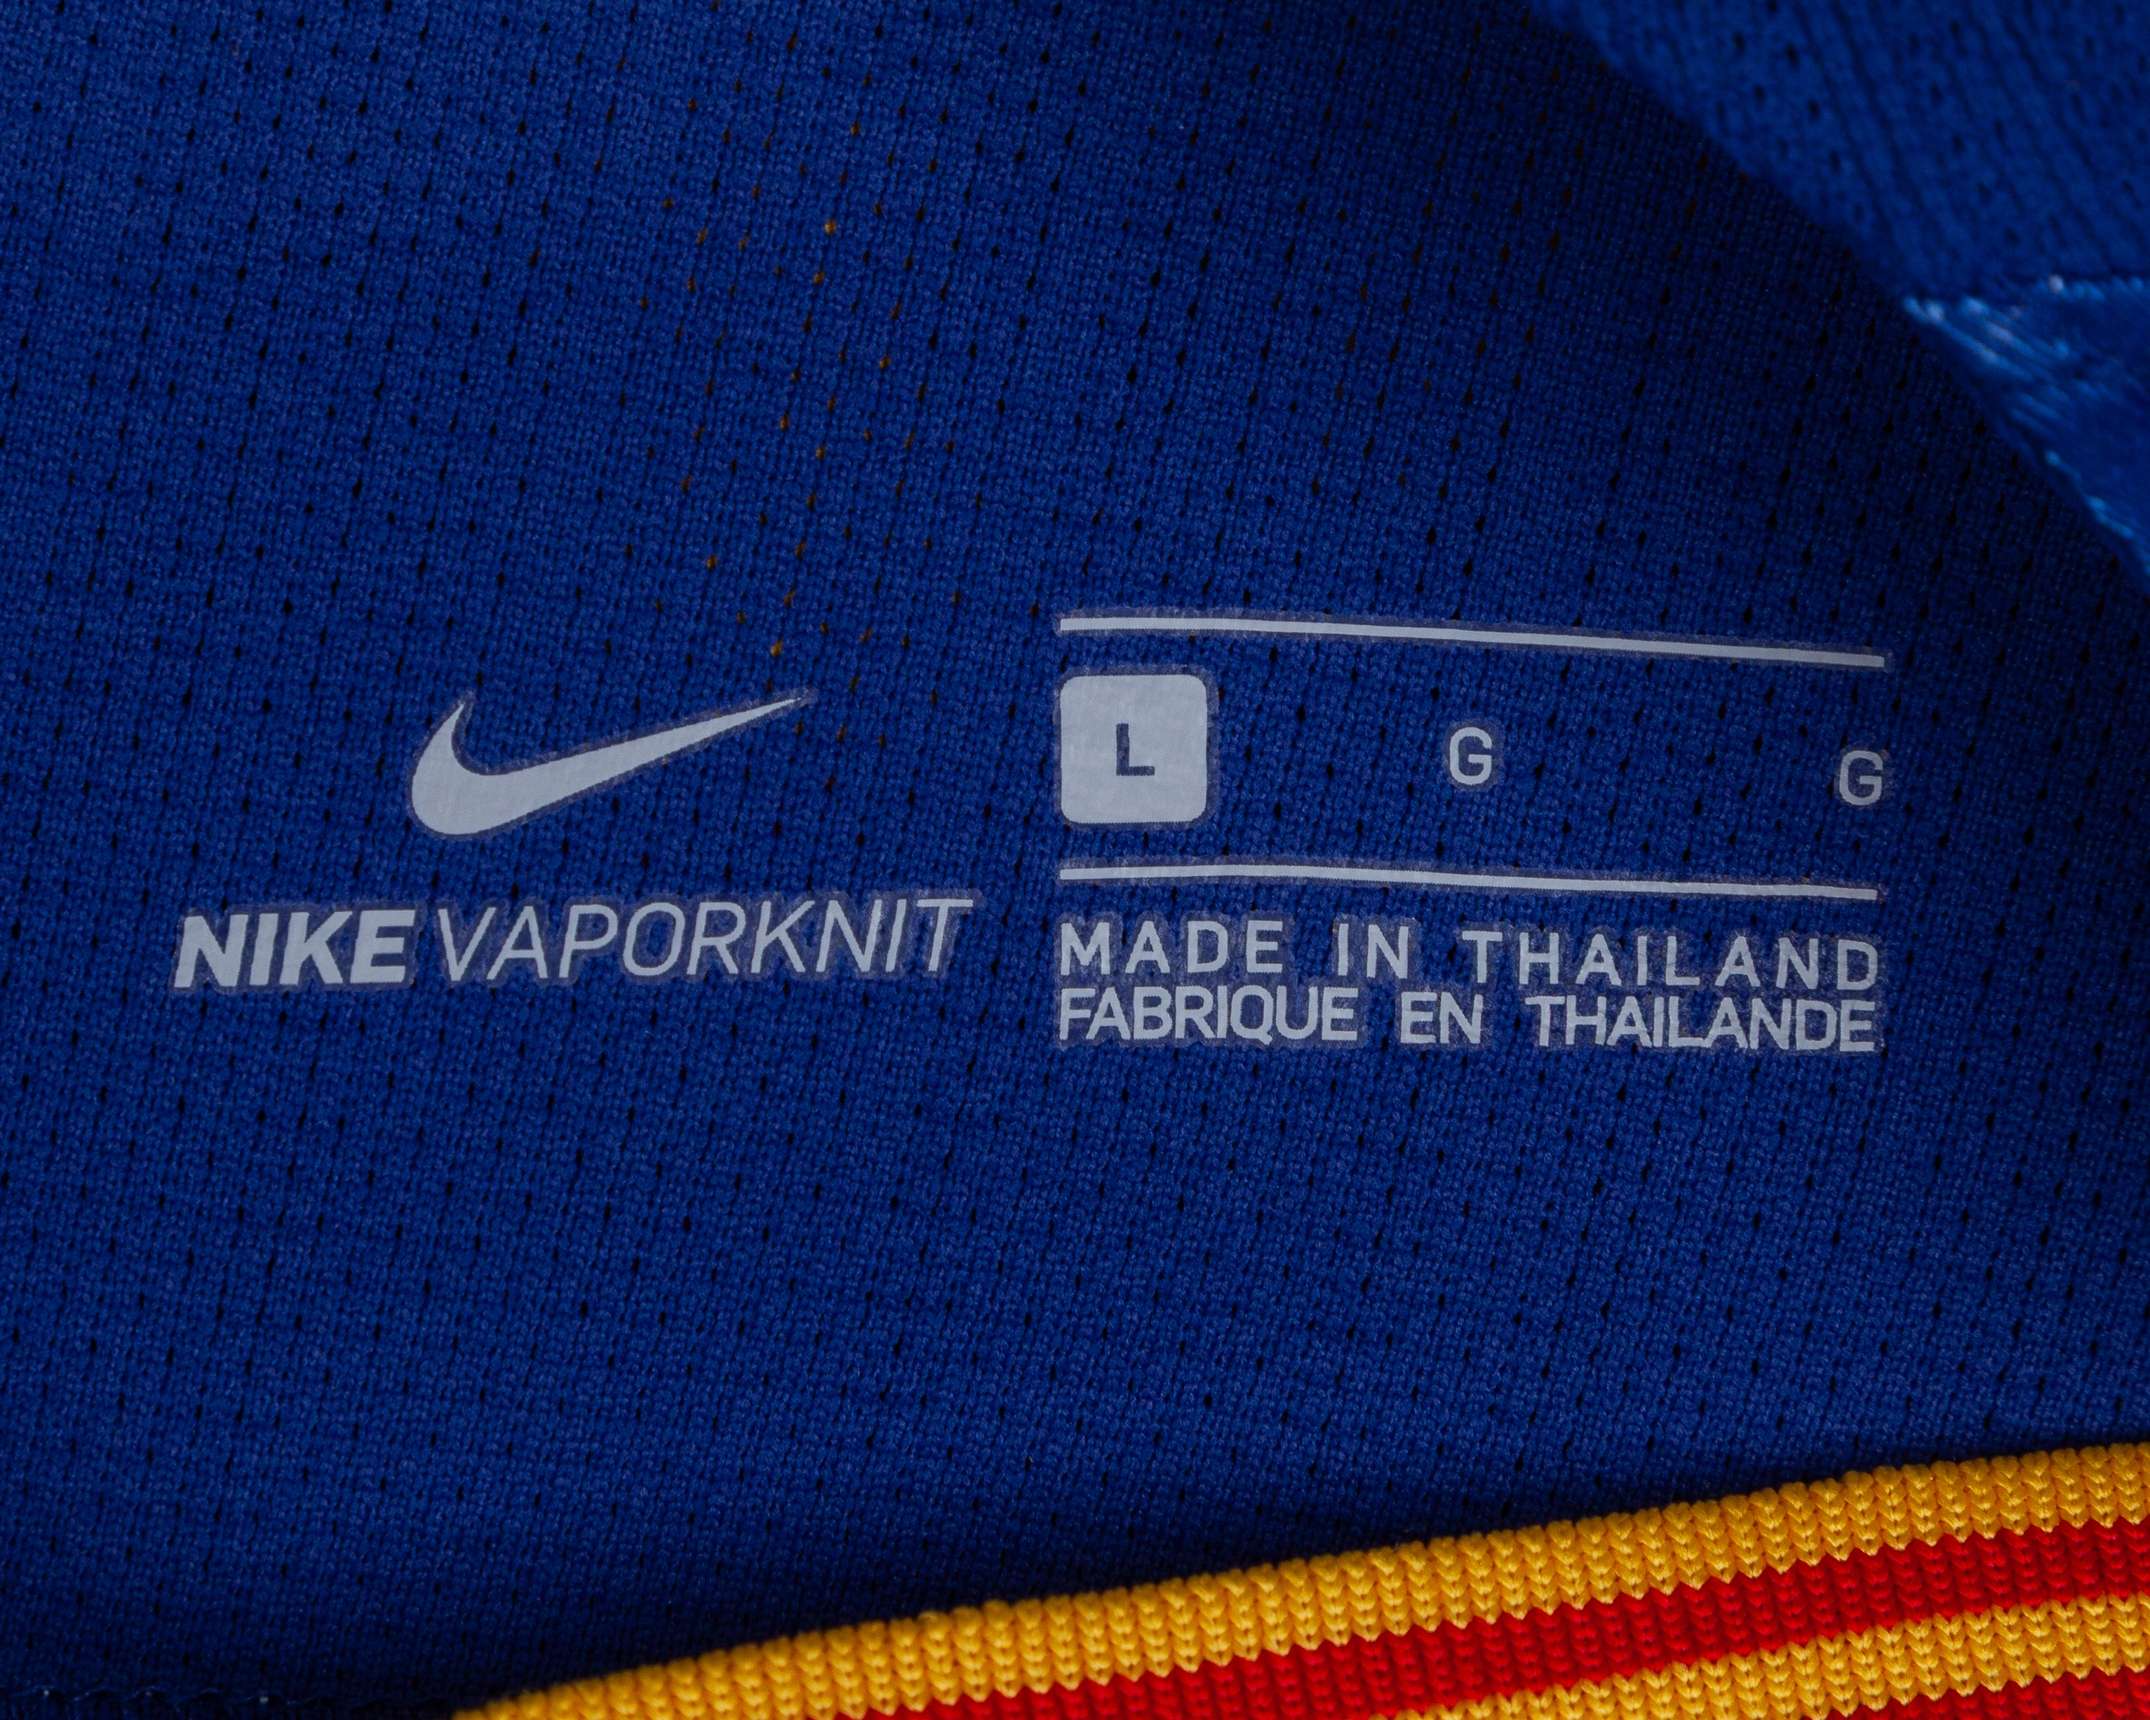 NIKE VAPORKNIT
L G G
MADE IN THAILAND
FABRIQUE EN THAILANDE